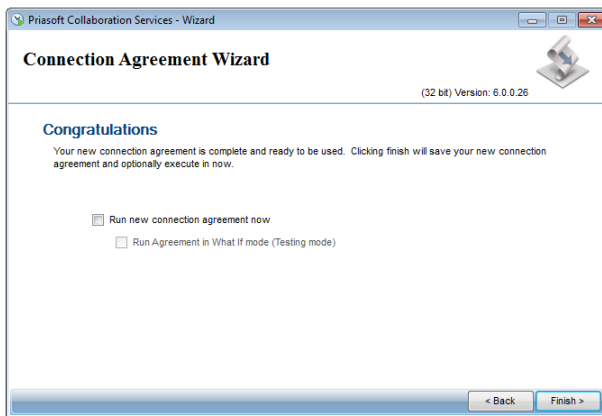 Priasoft Collaboration Services - Wizard
Connection Agreement Wizard
(32 bit) Version: 6.0.0.26
Congratulations
Your new connection agreement is complete and ready to be used. Clicking finish will save your new connection
agreement and optionally execute in now.
Run new connection agreement now
Run Agreement in What If mode (Testing mode)
< Back
Finish >